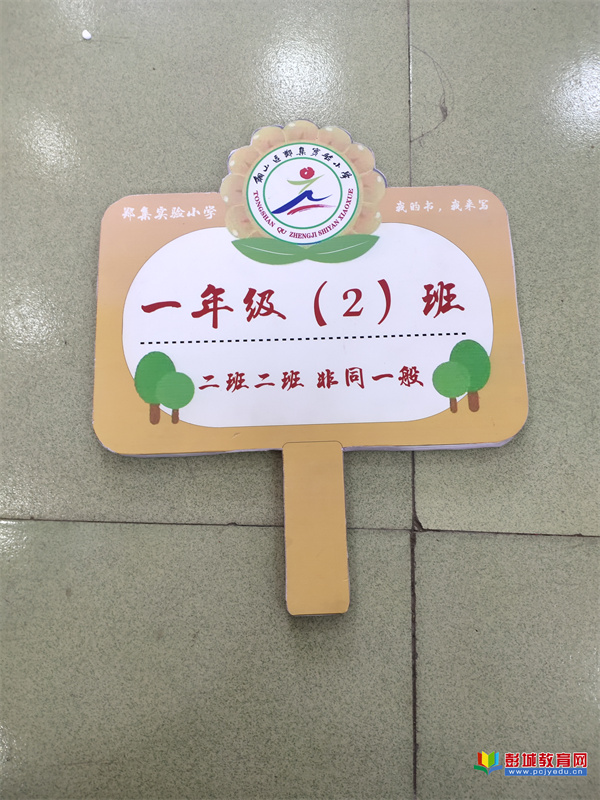 铜山区郑集实验小学
TONGSHAN QU ZHENGJI SHIYAN XIAOXUE
郑集实验小学
我的书，我来写
一年级（2）班
二班二班 非同一般
彭城教育网
www.pcjyedu.cn